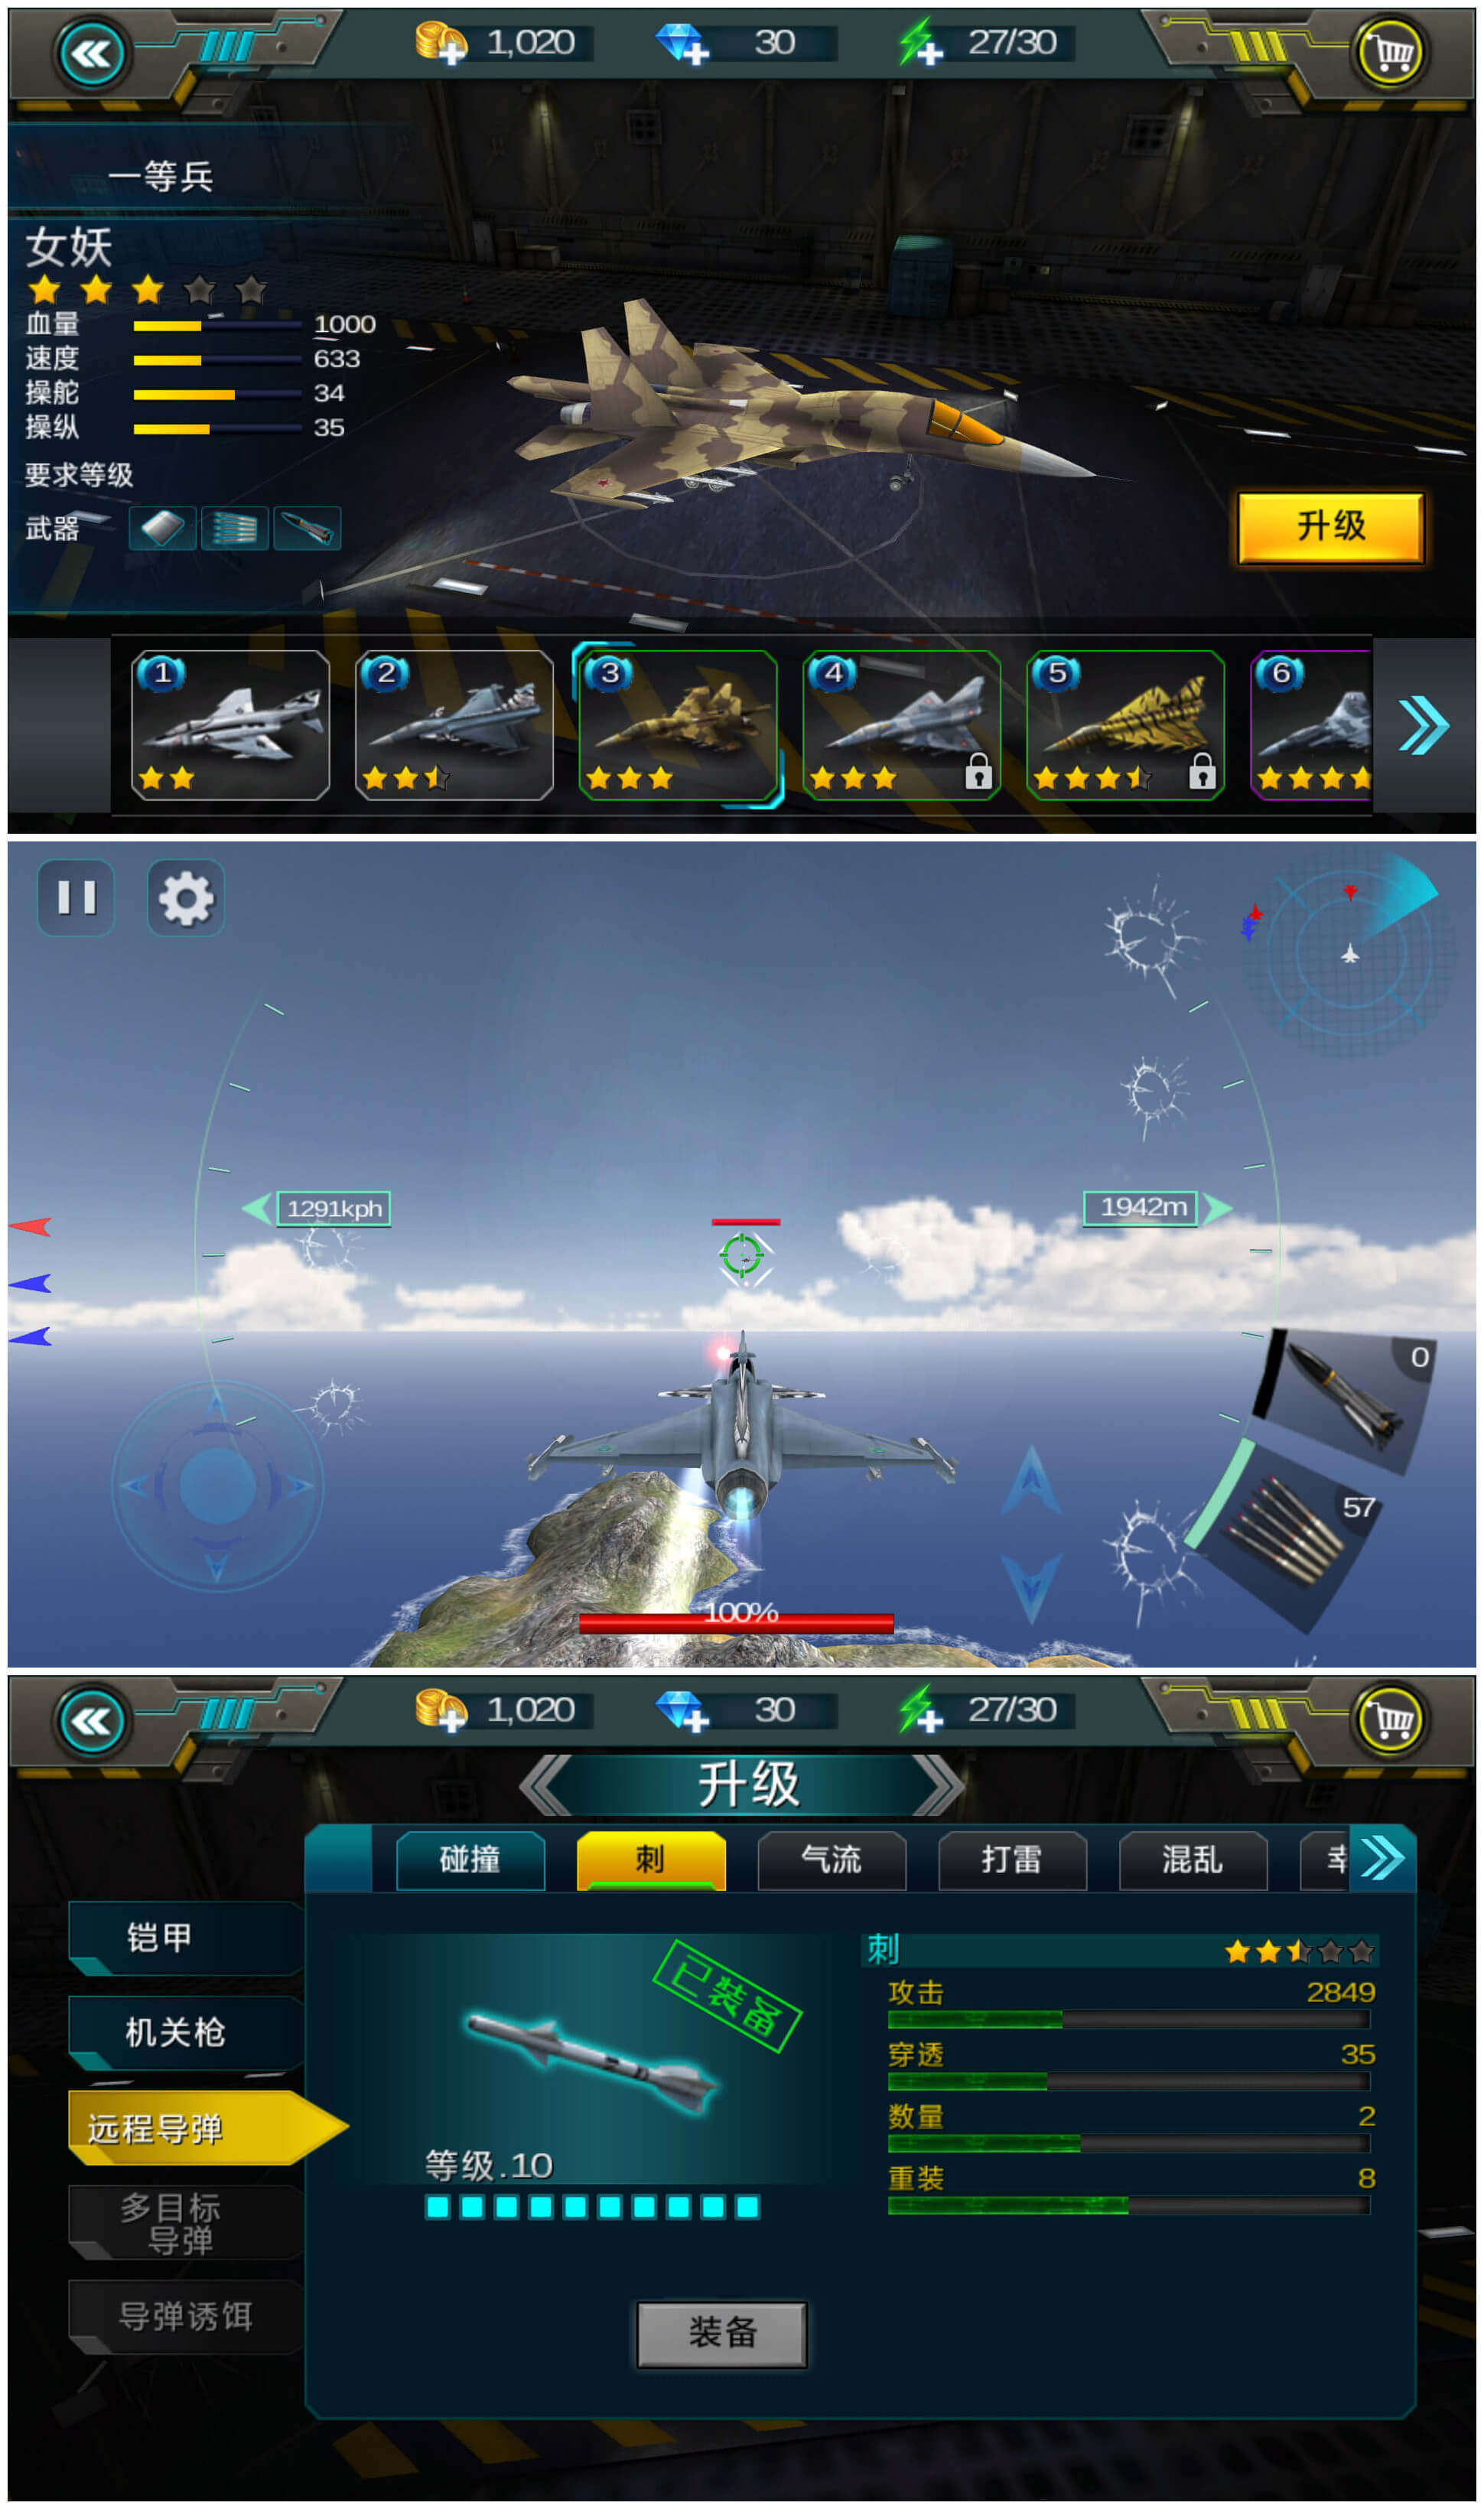 1,020
30
27/30
一等兵
女妖
血量 1000
速度 633
操舵 34
操纵 35
要求等级
武器
升级
1 2 3 4 5 6
1291kph
1942m
0
57
100%
1,020
30
27/30
升级
碰撞 刺 气流 打雷 混乱
铠甲
机关枪
远程导弹
多目标
导弹
导弹诱饵
已装备
等级.10
刺
攻击 2849
穿透 35
数量 2
重装 8
装备